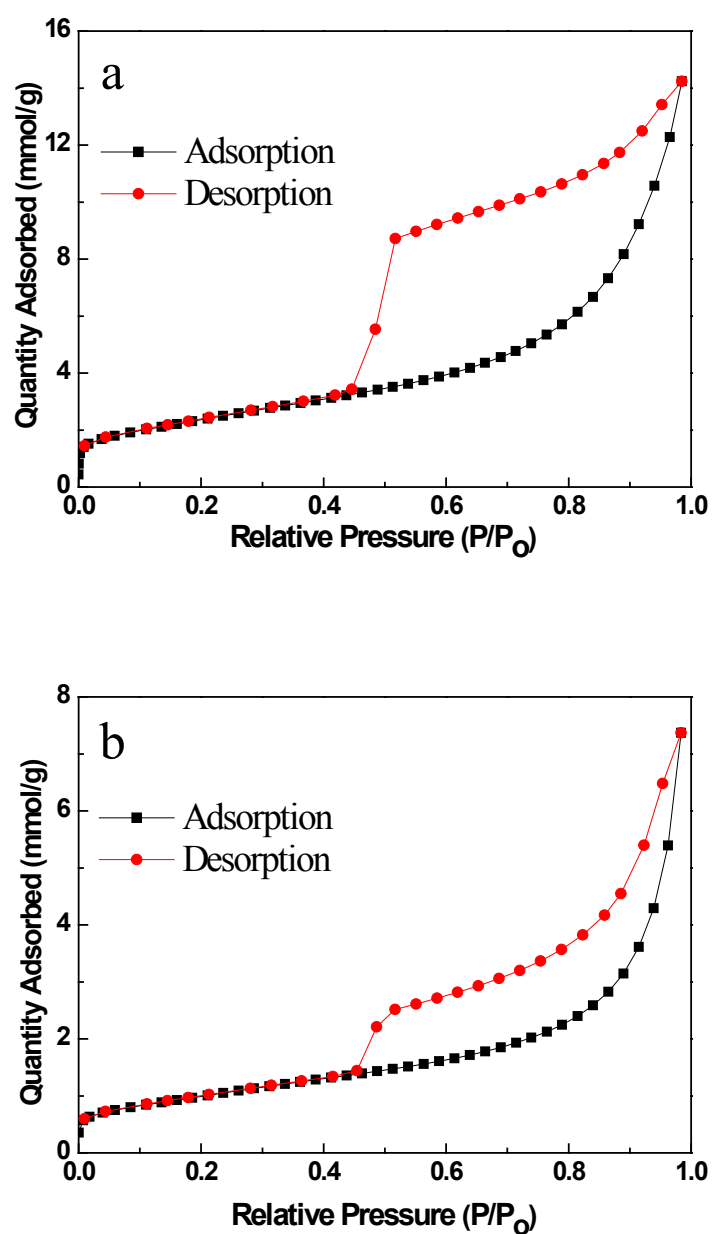 a
Adsorption
Desorption
Quantity Adsorbed (mmol/g)
16
12
8
4
0
0.0 0.2 0.4 0.6 0.8 1.0
Relative Pressure (P/Po)
b
Adsorption
Desorption
Quantity Adsorbed (mmol/g)
8
6
4
2
0
0.0 0.2 0.4 0.6 0.8 1.0
Relative Pressure (P/Po)